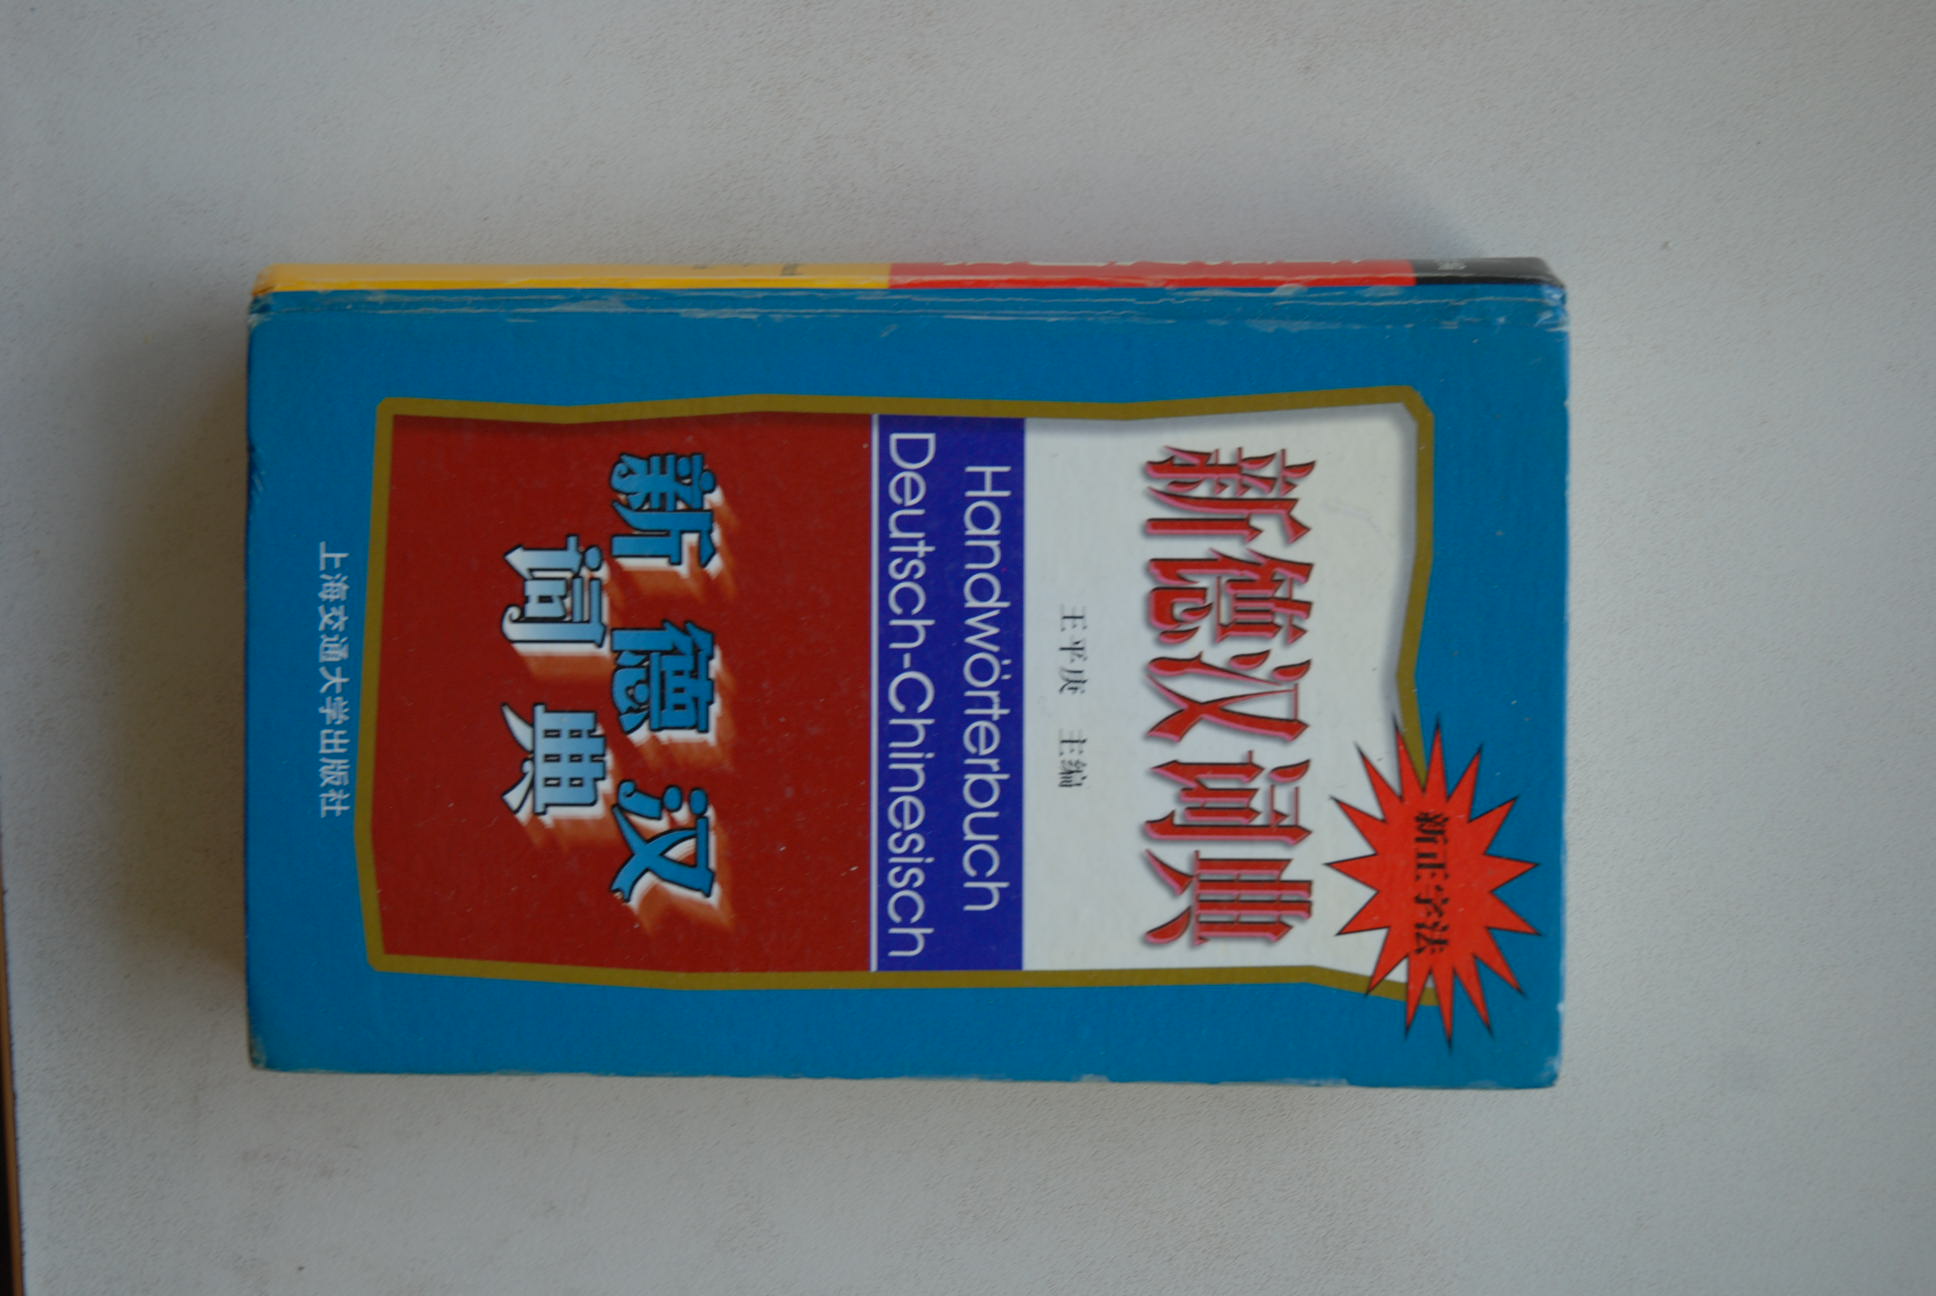 新正字法
新德汉词典
王平庆 主编
Handwörterbuch
Deutsch-Chinesisch
新德汉
词典
上海交通大学出版社